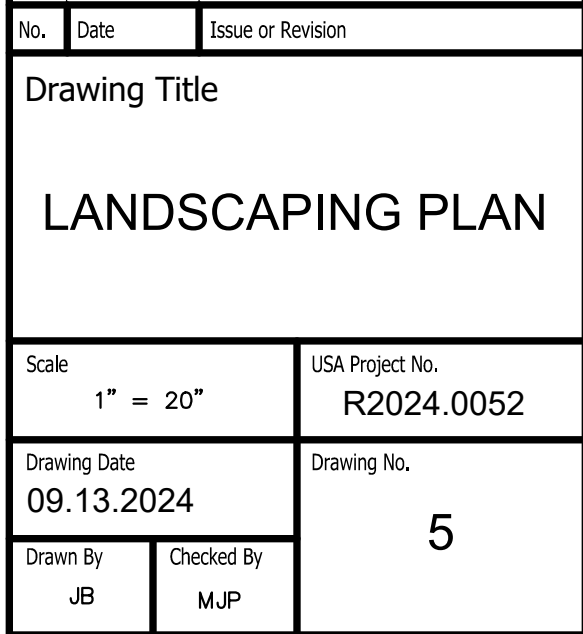 No. Date Issue or Revision
Drawing Title
LANDSCAPING PLAN
Scale
1" = 20"
USA Project No.
R2024.0052
Drawing Date
09.13.2024
Drawing No.
5
Drawn By
JB
Checked By
MJP